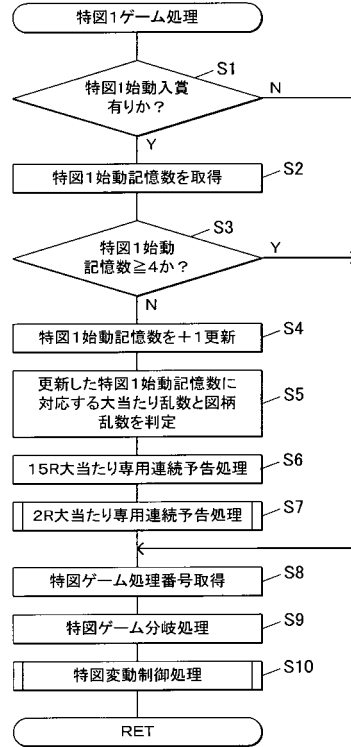 特図1ゲーム処理
S1
特図1始動入賞
有りか？
N
Y
S2
特図1始動記憶数を取得
S3
特図1始動
記憶数≧4か？
Y
N
S4
特図1始動記憶数を+1更新
S5
更新した特図1始動記憶数に
対応する大当たり乱数と図柄
乱数を判定
S6
15R大当たり専用連続予告処理
S7
2R大当たり専用連続予告処理
S8
特図ゲーム処理番号取得
S9
特図ゲーム分岐処理
S10
特図変動制御処理
RET